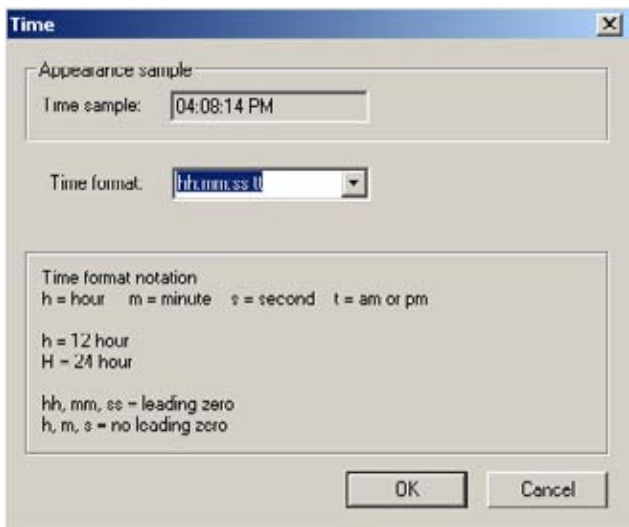 Time
Appearance sample
Time sample: 04:08:14 PM
Time format: hh:mm:ss tt
Time format notation
h = hour m = minute s = second t = am or pm
h = 12 hour
H = 24 hour
hh, mm, ss = leading zero
h, m, s = no leading zero
OK Cancel